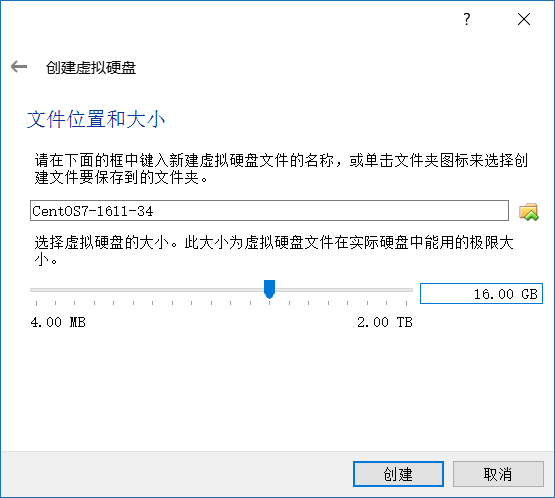 ?
创建虚拟硬盘
文件位置和大小
请在下面的框中键入新建虚拟硬盘文件的名称，或单击文件夹图标来选择创
建文件要保存到的文件夹。
CentOS7-1611-34
选择虚拟硬盘的大小。此大小为虚拟硬盘文件在实际硬盘中能用的极限大
小。
16.00 GB
4.00 MB 2.00 TB
创建 取消